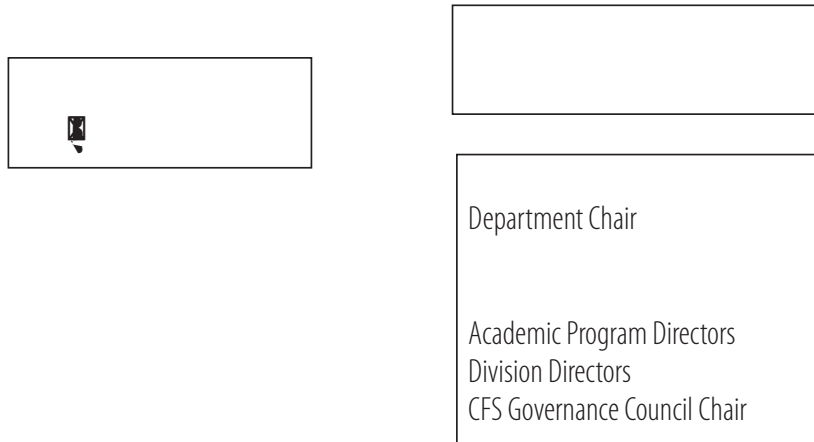 Department Chair
Academic Program Directors
Division Directors
CFS Governance Council Chair